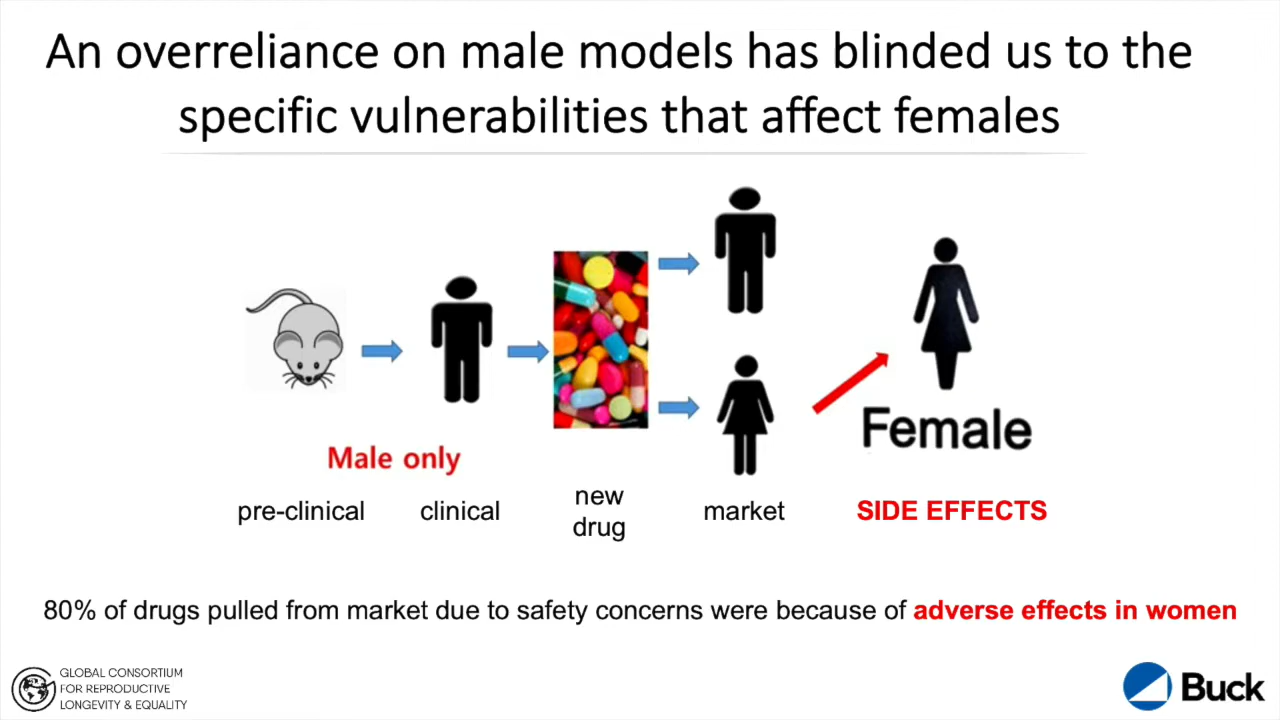 An overreliance on male models has blinded us to the
specific vulnerabilities that affect females
Female
Male only
pre-clinical
clinical
new
drug
market
SIDE EFFECTS
80% of drugs pulled from market due to safety concerns were because of adverse effects in women
GLOBAL CONSORTIUM
FOR REPRODUCTIVE
LONGEVITY & EQUALITY
Buck